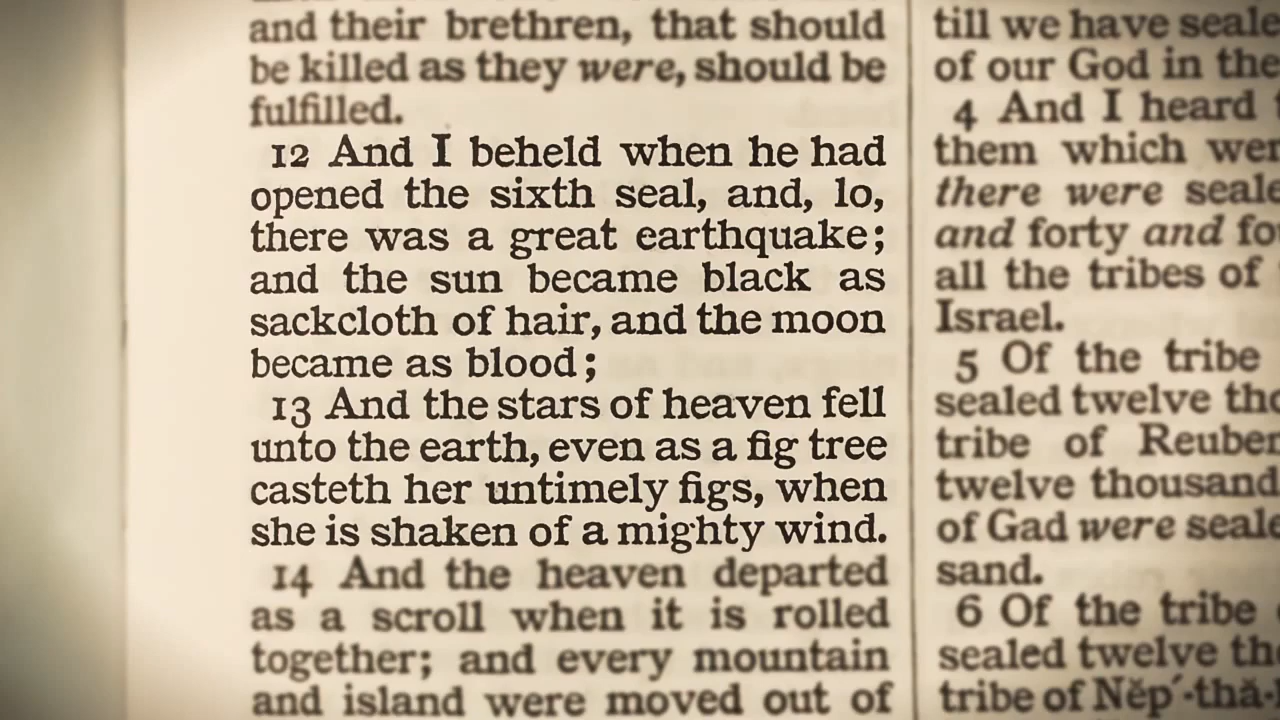 and their brethren, that should
be killed as they were, should be
fulfilled.
12 And I beheld when he had
opened the sixth seal, and, lo,
there was a great earthquake;
and the sun became black as
sackcloth of hair, and the moon
became as blood;
13 And the stars of heaven fell
unto the earth, even as a fig tree
casteth her untimely figs, when
she is shaken of a mighty wind.
14 And the heaven departed
as a scroll when it is rolled
together; and every mountain
and island were moved out of
till we have seale
of our God in the
4 And I heard
them which wer
there were seale
and forty and fo
all the tribes of
Israel.
5 Of the tribe
sealed twelve tho
tribe of Reuben
twelve thousand
of Gad were seale
sand.
6 Of the tribe
sealed twelve tho
tribe of Nĕp´-thă-